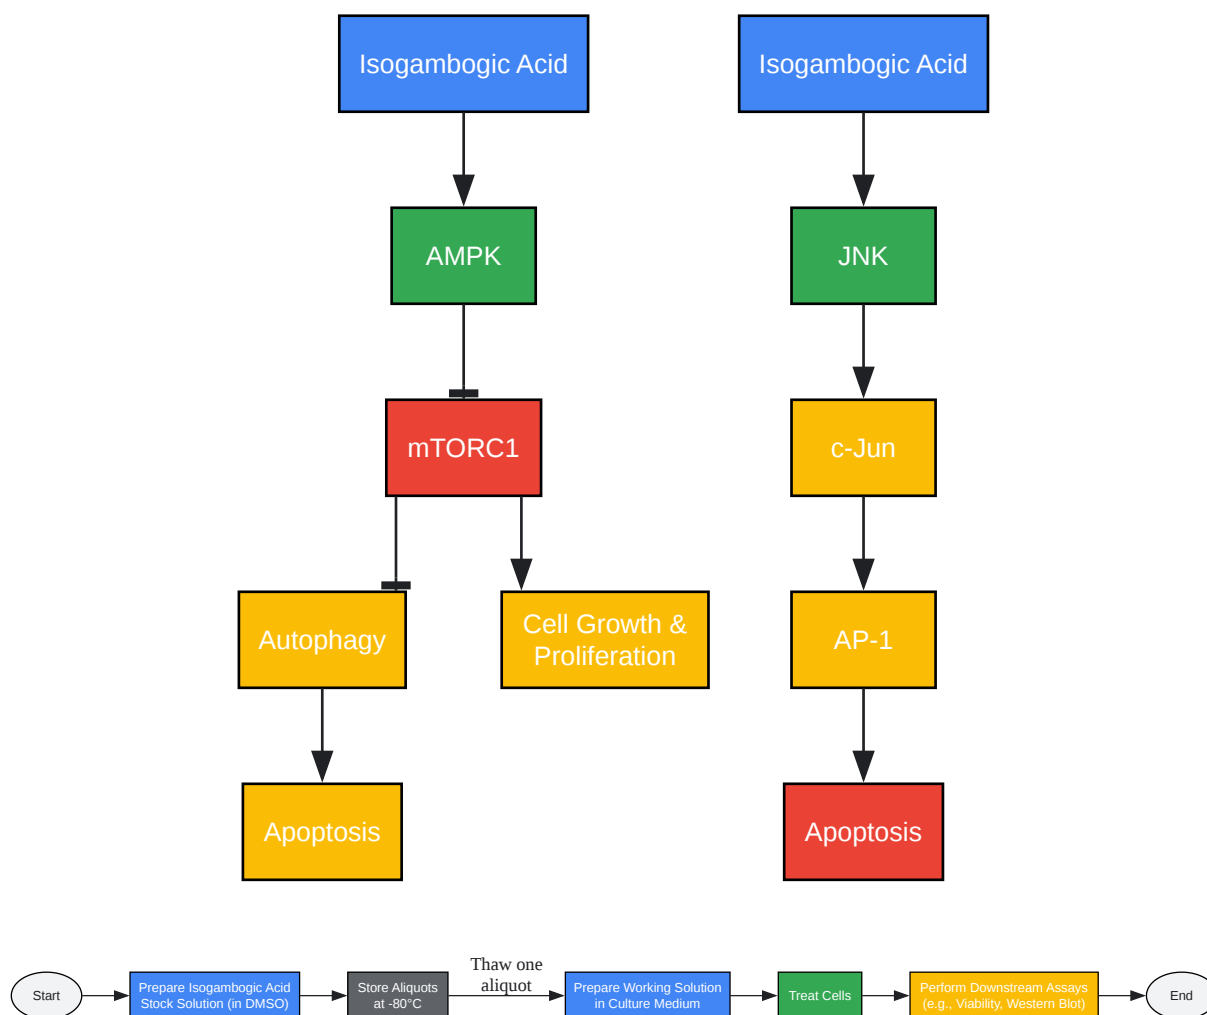 Isogambogic Acid
AMPK
mTORC1
Autophagy
Cell Growth &
Proliferation
Apoptosis
Isogambogic Acid
JNK
c-Jun
AP-1
Apoptosis
Start
Prepare Isogambogic Acid
Stock Solution (in DMSO)
Store Aliquots
at -80°C
Thaw one
aliquot
Prepare Working Solution
in Culture Medium
Treat Cells
Perform Downstream Assays
(e.g., Viability, Western Blot)
End